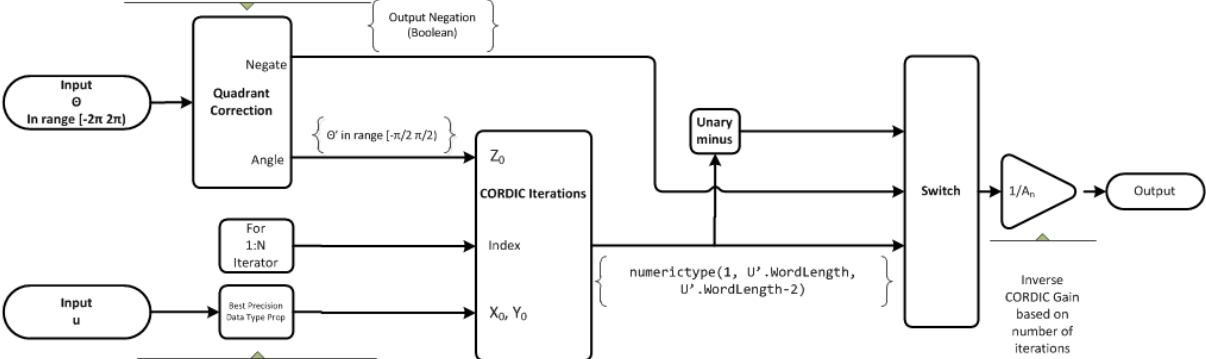 Output Negation
(Boolean)
Input
Θ
In range [-2π 2π)
Negate
Quadrant
Correction
Angle
Θ' in range [-π/2 π/2)
Z₀
CORDIC Iterations
Index
X₀, Y₀
For
1:N
Iterator
Input
u
Best Precision
Data Type Prop
Unary
minus
numerictype(1, U'.WordLength,
U'.WordLength-2)
Switch
1/Aₙ
Output
Inverse
CORDIC Gain
based on
number of
iterations